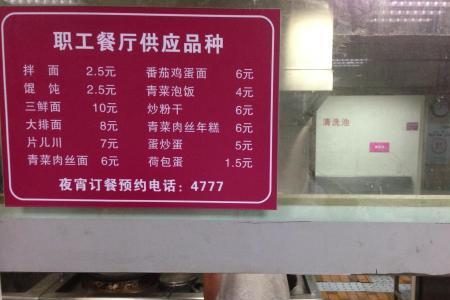 职工餐厅供应品种
拌面 2.5元 番茄鸡蛋面 6元
馄饨 2.5元 青菜泡饭 4元
三鲜面 10元 炒粉干 6元
大排面 8元 青菜肉丝年糕 6元
片儿川 7元 蛋炒蛋 5元
青菜肉丝面 6元 荷包蛋 1.5元
夜宵订餐预约电话：4777
清洗池